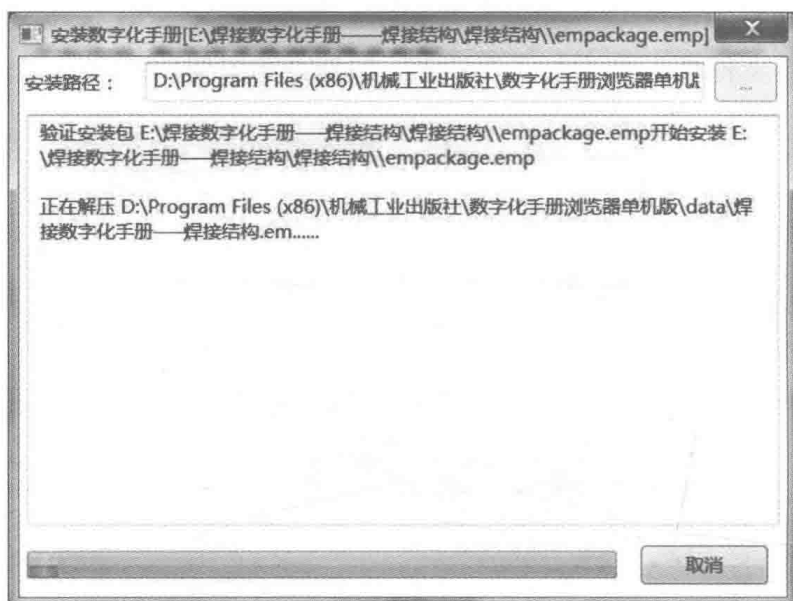 安装数字化手册[E:\焊接数字化手册——焊接结构\焊接结构\\empackage.emp]
X
安装路径：
D:\Program Files (x86)\机械工业出版社\数字化手册浏览器单机
...
验证安装包 E:\焊接数字化手册——焊接结构\焊接结构\\empackage.emp开始安装 E:
\焊接数字化手册——焊接结构\焊接结构\\empackage.emp
正在解压 D:\Program Files (x86)\机械工业出版社\数字化手册浏览器单机版\data\焊
接数字化手册——焊接结构.em......
取消